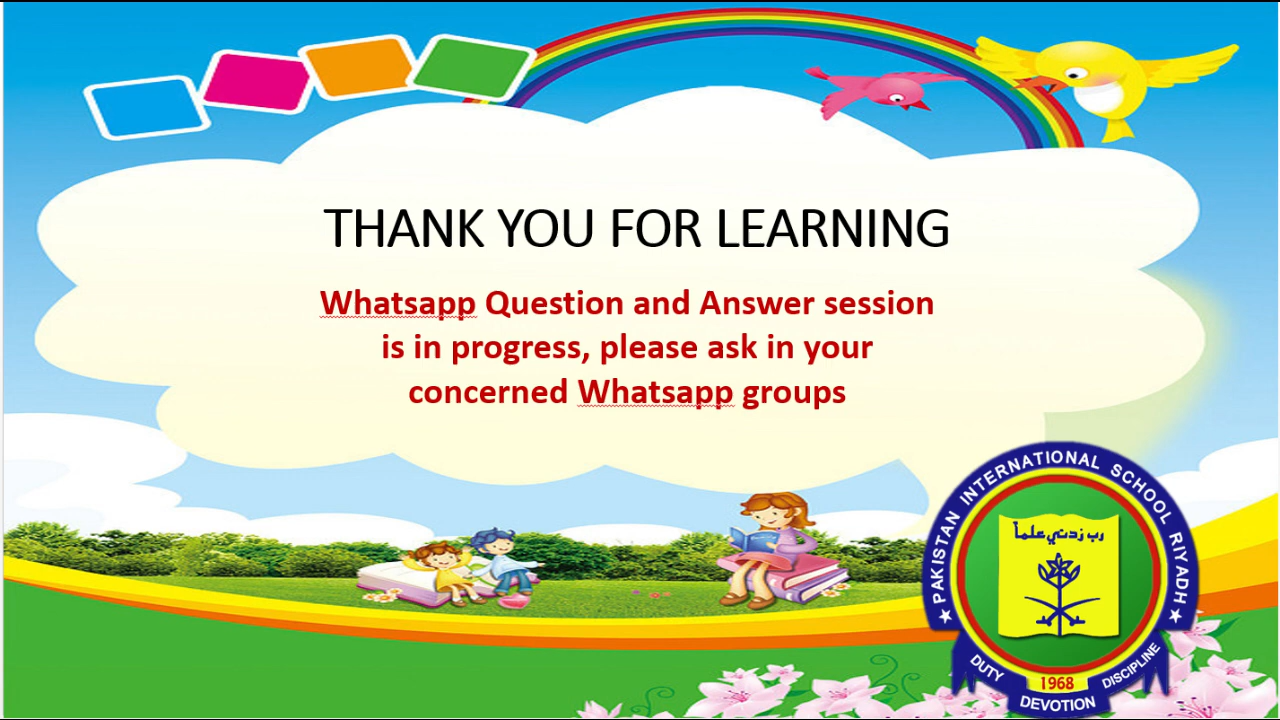 THANK YOU FOR LEARNING
Whatsapp Question and Answer session
is in progress, please ask in your
concerned Whatsapp groups
PAKISTAN INTERNATIONAL SCHOOL RIYADH
رب زدني علماً
1968
DUTY DEVOTION DISCIPLINE